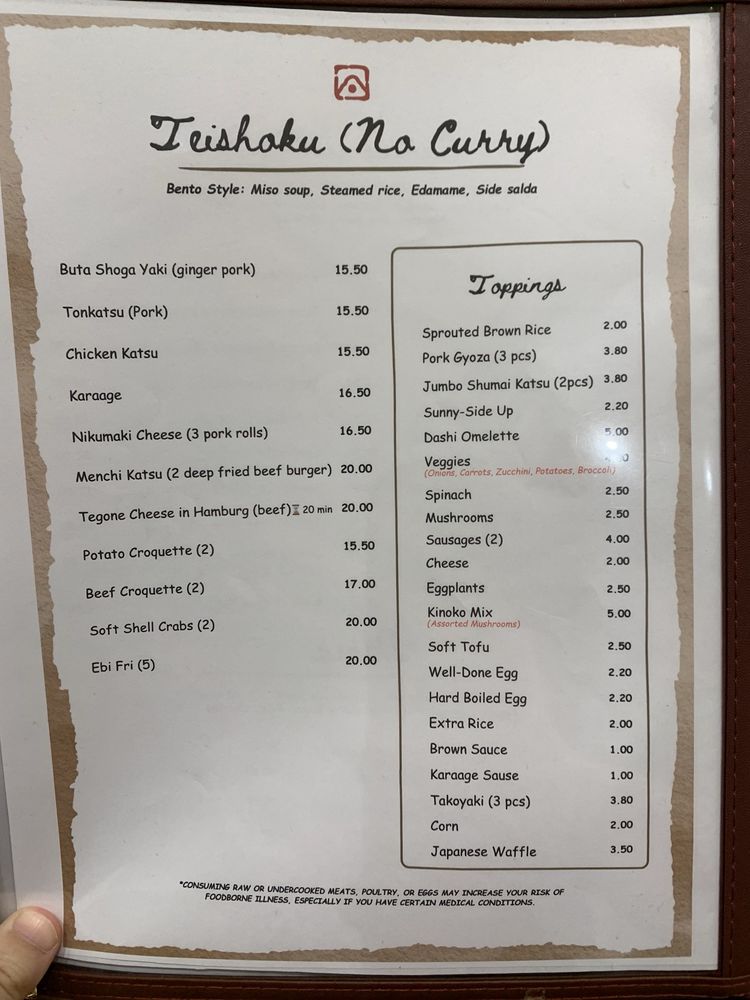 Teishoku (No Curry)
Bento Style: Miso soup, Steamed rice, Edamame, Side salda
Buta Shoga Yaki (ginger pork) 15.50
Tonkatsu (Pork) 15.50
Chicken Katsu 15.50
Karaage 16.50
Nikumaki Cheese (3 pork rolls) 16.50
Menchi Katsu (2 deep fried beef burger) 20.00
Tegone Cheese in Hamburg (beef)⌛20 min 20.00
Potato Croquette (2) 15.50
Beef Croquette (2) 17.00
Soft Shell Crabs (2) 20.00
Ebi Fri (5) 20.00
Toppings
Sprouted Brown Rice 2.00
Pork Gyoza (3 pcs) 3.80
Jumbo Shumai Katsu (2pcs) 3.80
Sunny-Side Up 2.20
Dashi Omelette 5.00
Veggies
(Onions, Carrots, Zucchini, Potatoes, Broccoli)
Spinach 2.50
Mushrooms 2.50
Sausages (2) 4.00
Cheese 2.00
Eggplants 2.50
Kinoko Mix 5.00
(Assorted Mushrooms)
Soft Tofu 2.50
Well-Done Egg 2.20
Hard Boiled Egg 2.20
Extra Rice 2.00
Brown Sauce 1.00
Karaage Sause 1.00
Takoyaki (3 pcs) 3.80
Corn 2.00
Japanese Waffle 3.50
*CONSUMING RAW OR UNDERCOOKED MEATS, POULTRY, OR EGGS MAY INCREASE YOUR RISK OF
FOODBORNE ILLNESS, ESPECIALLY IF YOU HAVE CERTAIN MEDICAL CONDITIONS.